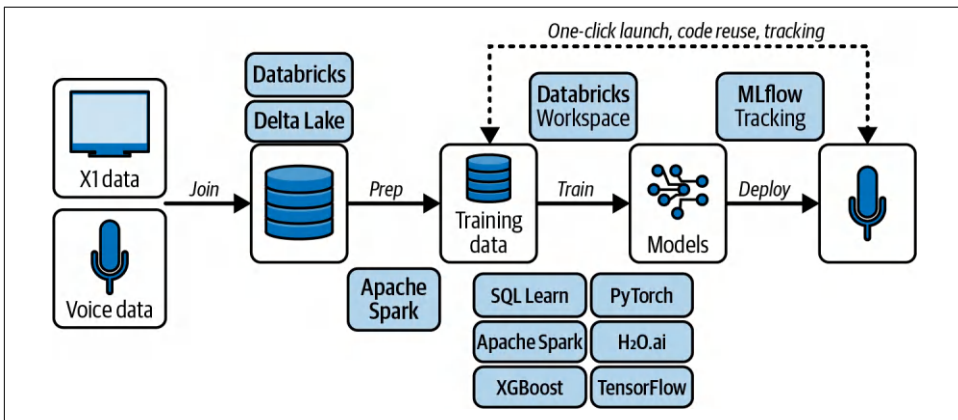 One-click launch, code reuse, tracking
Databricks
Delta Lake
Databricks
Workspace
MLflow
Tracking
X1 data
Join
Prep
Training
data
Train
Models
Deploy
Voice data
Apache
Spark
SQL Learn
PyTorch
Apache Spark
H₂O.ai
XGBoost
TensorFlow